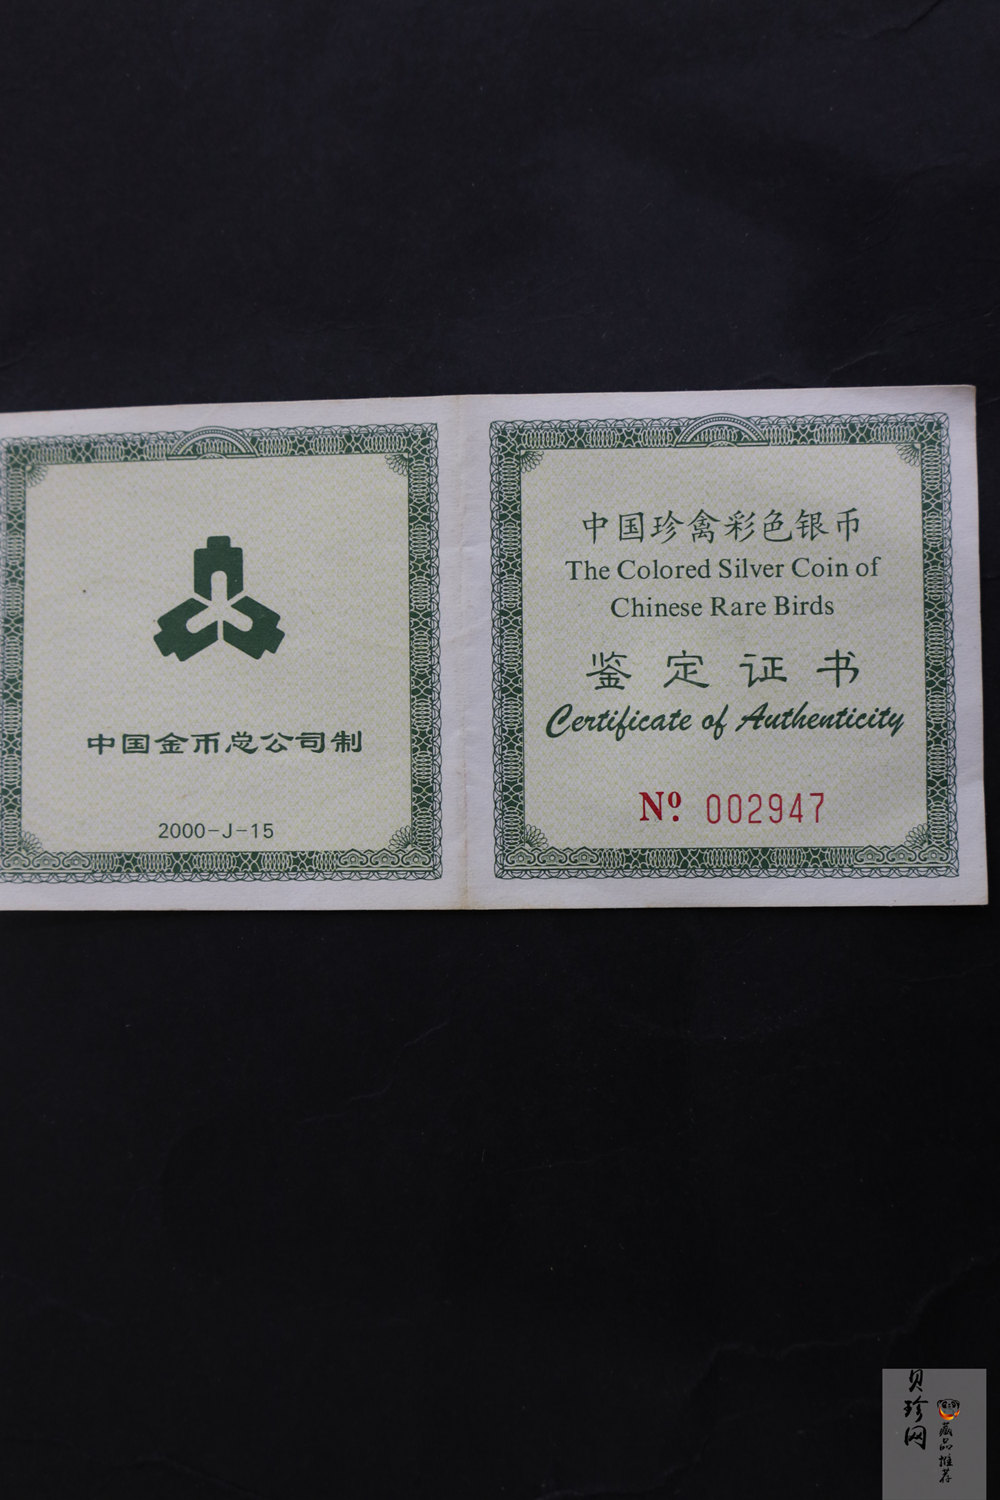 中国金币总公司制
2000-J-15
中国珍禽彩色银币
The Colored Silver Coin of
Chinese Rare Birds
鉴定证书
Certificate of Authenticity
Nº. 002947
贝珍网
藏品推荐